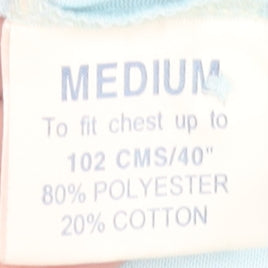 MEDIUM
To fit chest up to
102 CMS/40"
80% POLYESTER
20% COTTON